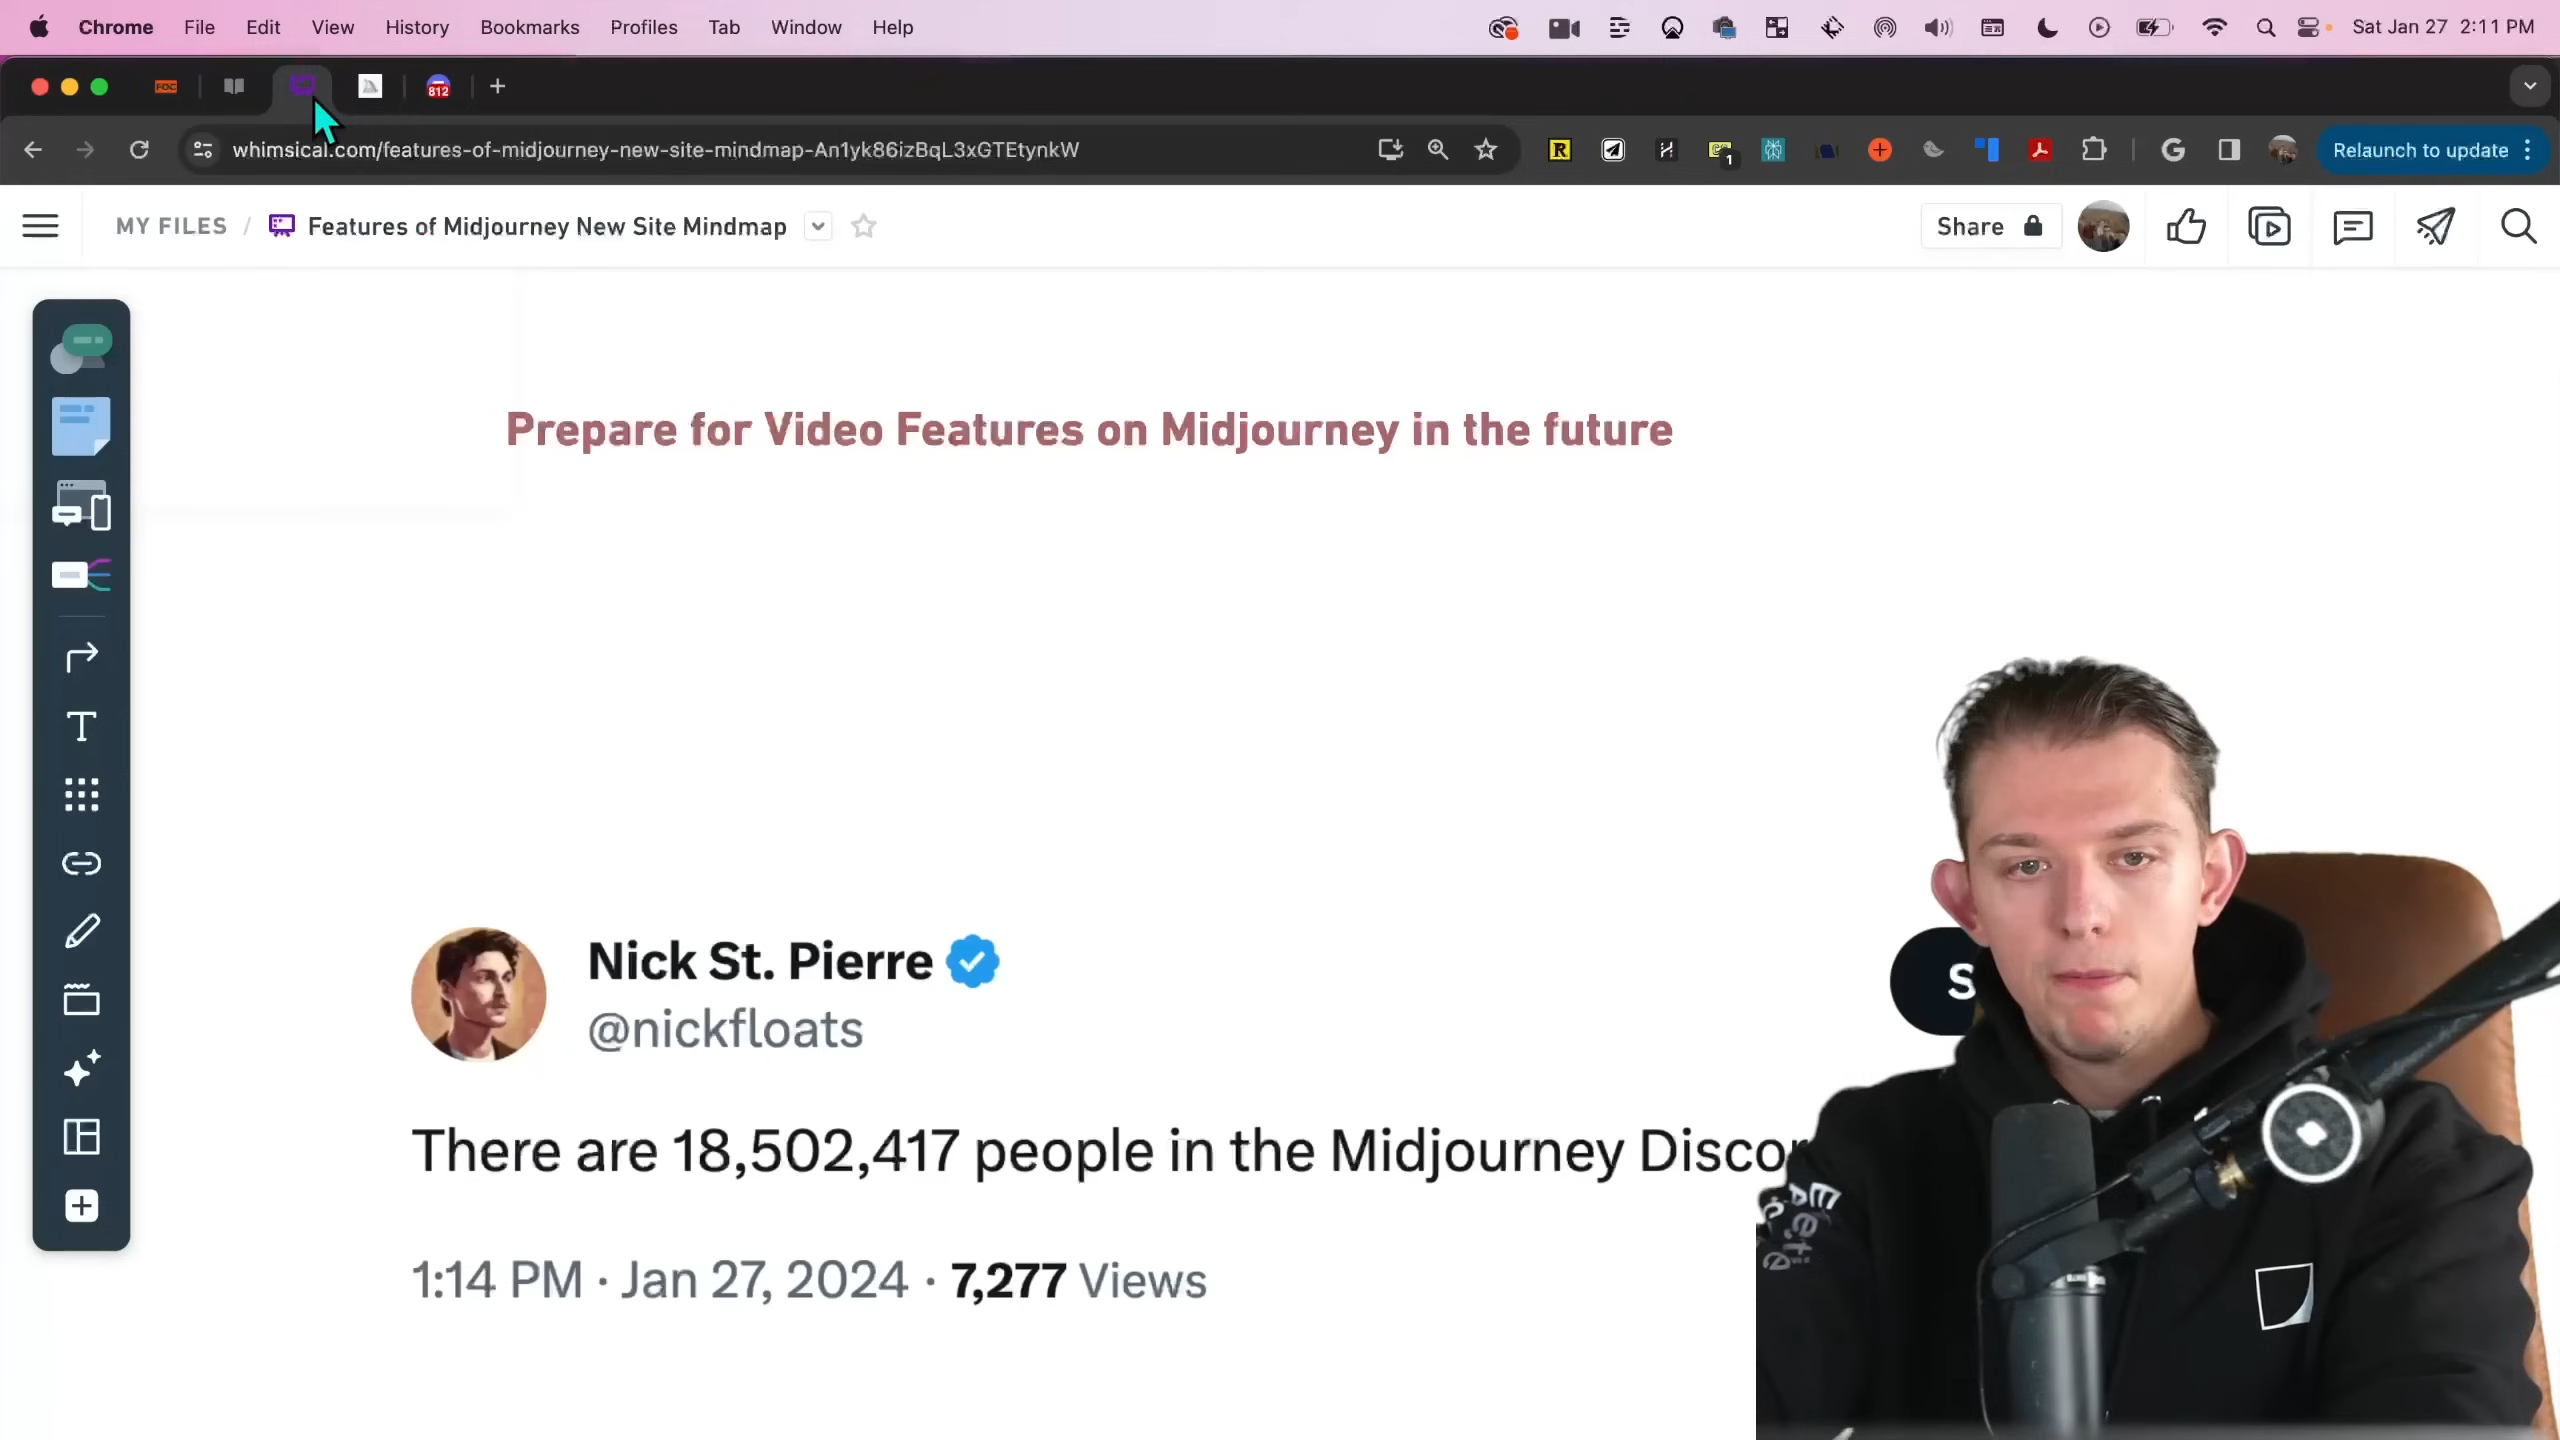 Chrome File Edit View History Bookmarks Profiles Tab Window Help Sat Jan 27 2:11 PM
FOC 812
whimsical.com/features-of-midjourney-new-site-mindmap-An1yk86izBqL3xGTEtynkW R 1 G Relaunch to update
MY FILES / Features of Midjourney New Site Mindmap Share
Prepare for Video Features on Midjourney in the future
T
Nick St. Pierre
@nickfloats
S
There are 18,502,417 people in the Midjourney Disco
1:14 PM · Jan 27, 2024 · 7,277 Views